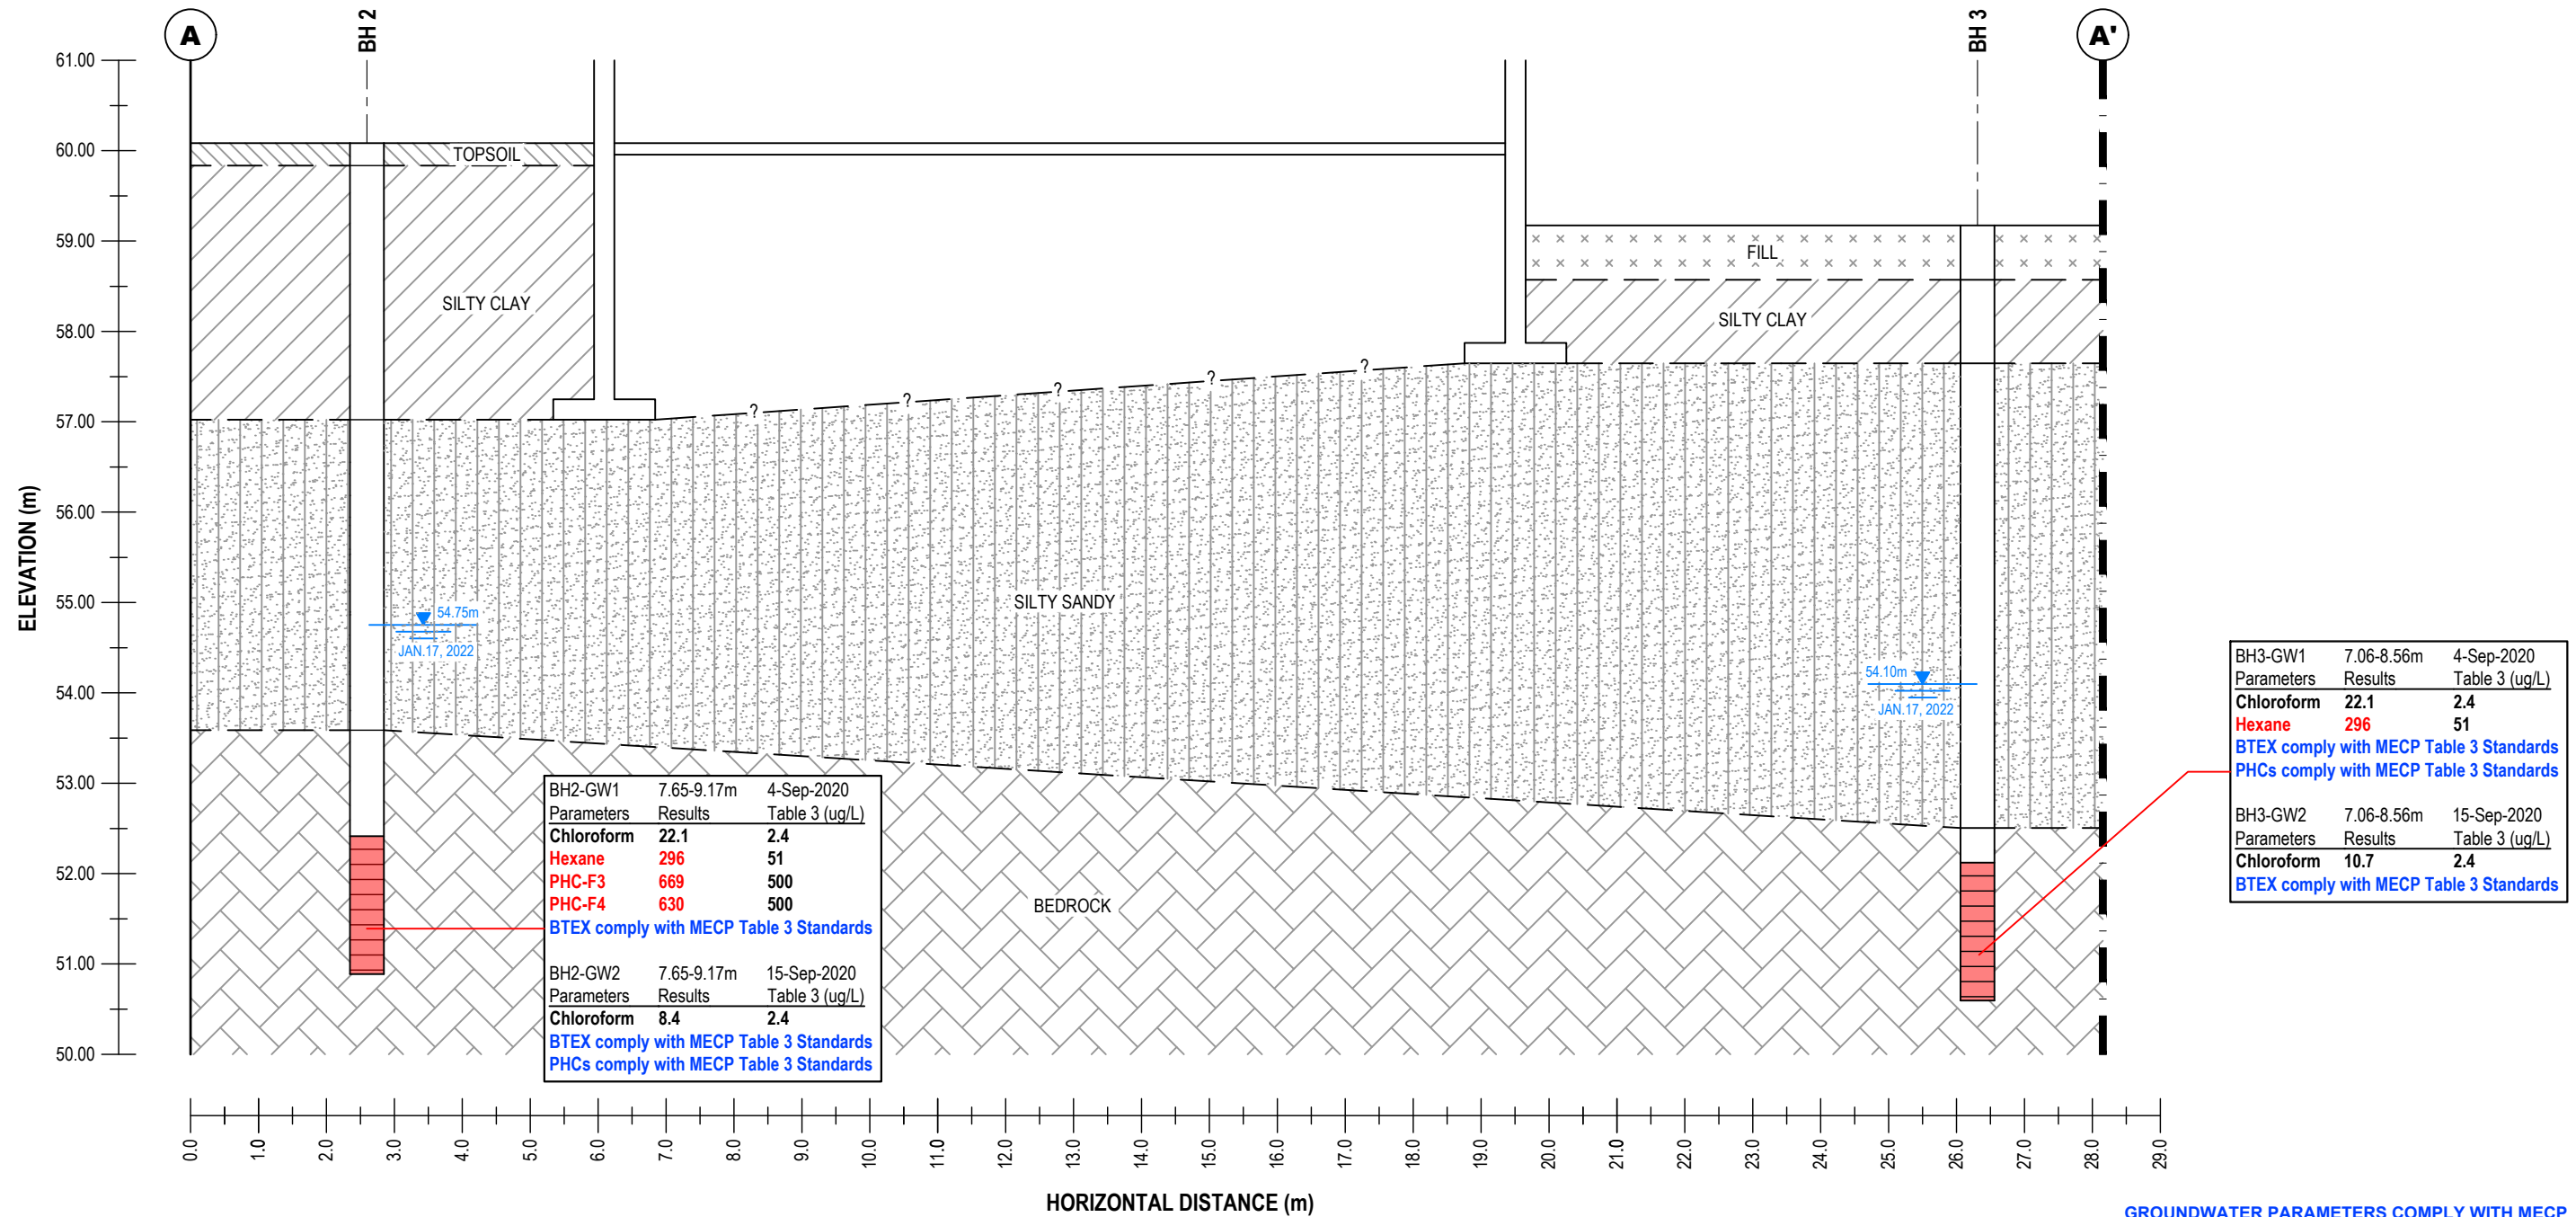 A
BH 2
BH 3
A'
61.00
60.00
59.00
58.00
57.00
56.00
55.00
54.00
53.00
52.00
51.00
50.00
ELEVATION (m)
TOPSOIL
SILTY CLAY
FILL
SILTY CLAY
? ? ? ? ?
SILTY SANDY
54.75m
JAN.17, 2022
54.10m
JAN.17, 2022
BEDROCK
BH2-GW1 7.65-9.17m 4-Sep-2020
Parameters Results Table 3 (ug/L)
Chloroform 22.1 2.4
Hexane 296 51
PHC-F3 669 500
PHC-F4 630 500
BTEX comply with MECP Table 3 Standards
BH2-GW2 7.65-9.17m 15-Sep-2020
Parameters Results Table 3 (ug/L)
Chloroform 8.4 2.4
BTEX comply with MECP Table 3 Standards
PHCs comply with MECP Table 3 Standards
BH3-GW1 7.06-8.56m 4-Sep-2020
Parameters Results Table 3 (ug/L)
Chloroform 22.1 2.4
Hexane 296 51
BTEX comply with MECP Table 3 Standards
PHCs comply with MECP Table 3 Standards
BH3-GW2 7.06-8.56m 15-Sep-2020
Parameters Results Table 3 (ug/L)
Chloroform 10.7 2.4
BTEX comply with MECP Table 3 Standards
0.0 1.0 2.0 3.0 4.0 5.0 6.0 7.0 8.0 9.0 10.0 11.0 12.0 13.0 14.0 15.0 16.0 17.0 18.0 19.0 20.0 21.0 22.0 23.0 24.0 25.0 26.0 27.0 28.0 29.0
HORIZONTAL DISTANCE (m)
GROUNDWATER PARAMETERS COMPLY WITH MECP